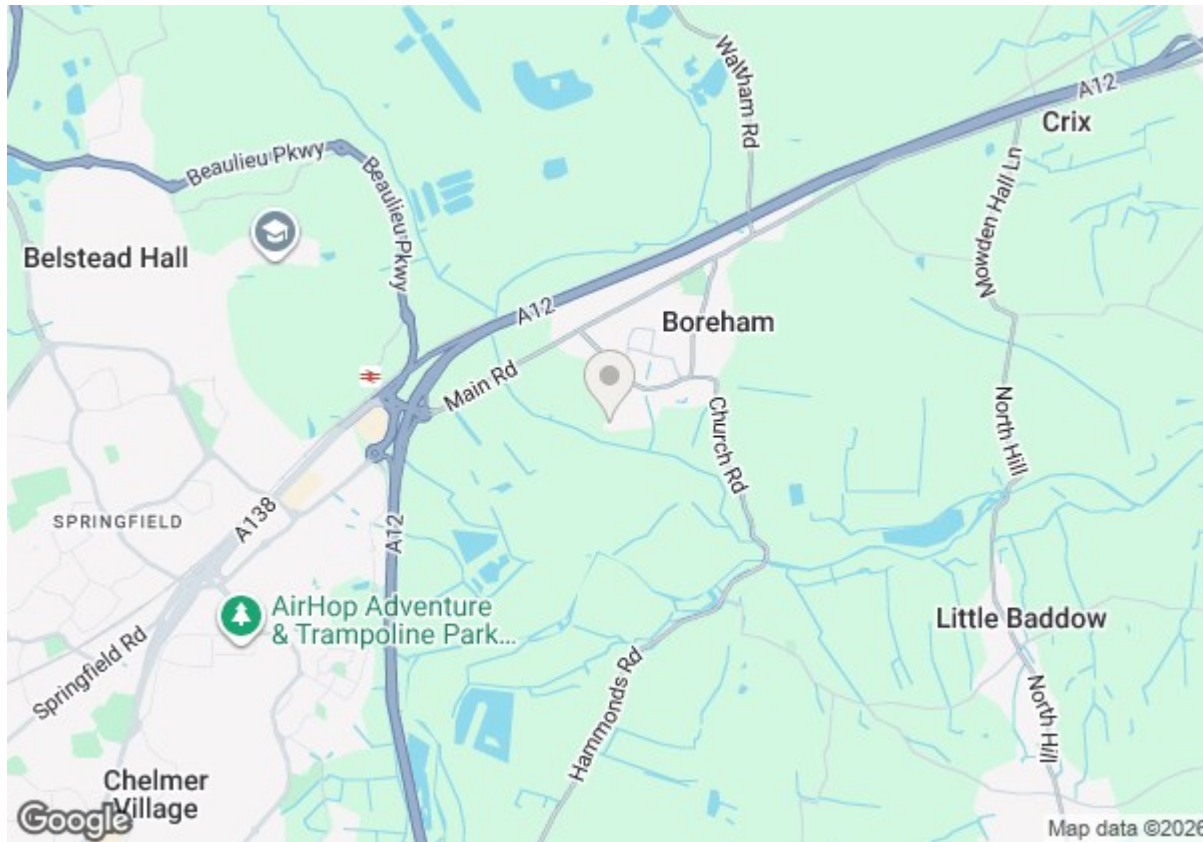 Waltham Rd
A12
Crix
Beaulieu Pkwy
Beaulieu Pkwy
Mowden Hall Ln
Belstead Hall
A12
Boreham
Main Rd
Church Rd
North Hill
SPRINGFIELD
A138
A12
AirHop Adventure
& Trampoline Park...
Little Baddow
Springfield Rd
Hammonds Rd
North Hill
Chelmer
Village
Google
Map data ©2026